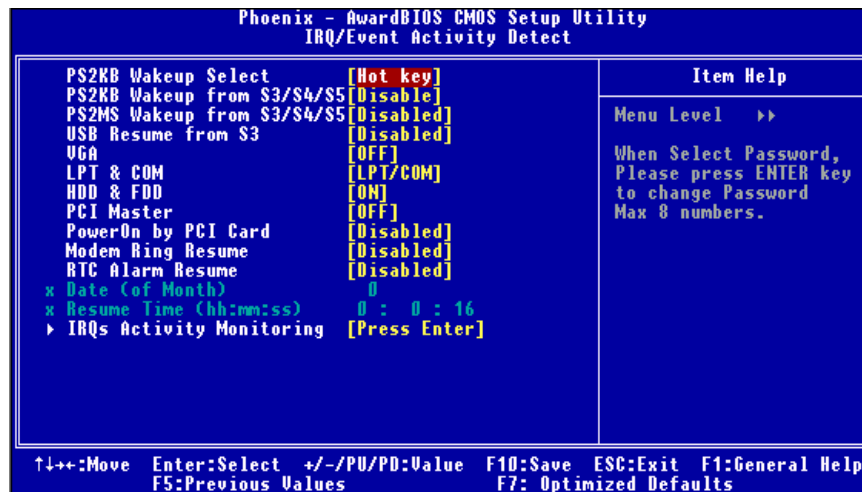 Phoenix - AwardBIOS CMOS Setup Utility
IRQ/Event Activity Detect
PS2KB Wakeup Select [Hot key]
PS2KB Wakeup from S3/S4/S5[Disable]
PS2MS Wakeup from S3/S4/S5[Disabled]
USB Resume from S3 [Disabled]
VGA [OFF]
LPT & COM [LPT/COM]
HDD & FDD [ON]
PCI Master [OFF]
PowerOn by PCI Card [Disabled]
Modem Ring Resume [Disabled]
RTC Alarm Resume [Disabled]
x Date (of Month) 0
x Resume Time (hh:mm:ss) 0 : 0 : 16
▸ IRQs Activity Monitoring [Press Enter]
Item Help
Menu Level ▸▸
When Select Password,
Please press ENTER key
to change Password
Max 8 numbers.
↑↓→←:Move Enter:Select +/-/PU/PD:Value F10:Save ESC:Exit F1:General Help
F5:Previous Values F7: Optimized Defaults